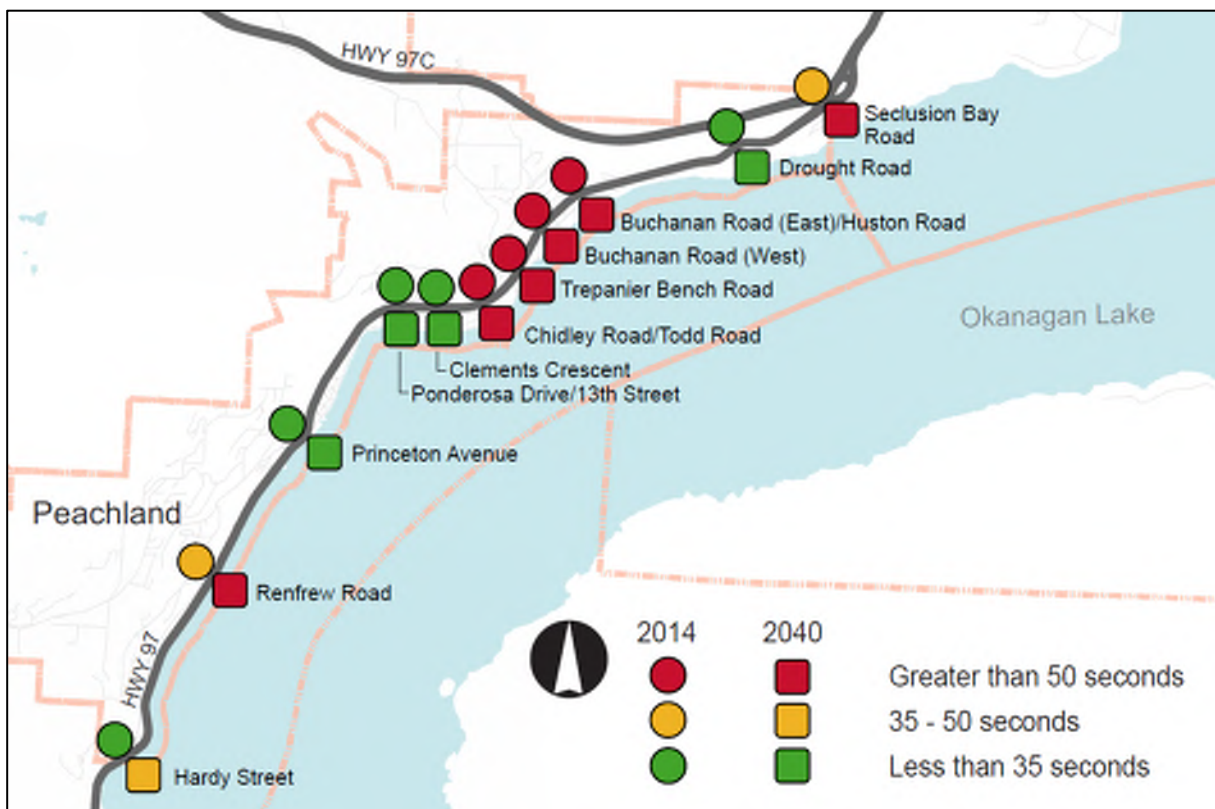 HWY 97C
Seclusion Bay
Road
Drought Road
Buchanan Road (East)/Huston Road
Buchanan Road (West)
Trepanier Bench Road
Okanagan Lake
Chidley Road/Todd Road
Clements Crescent
Ponderosa Drive/13th Street
Princeton Avenue
Peachland
Renfrew Road
HWY 97
Hardy Street
2014 2040
Greater than 50 seconds
35 - 50 seconds
Less than 35 seconds